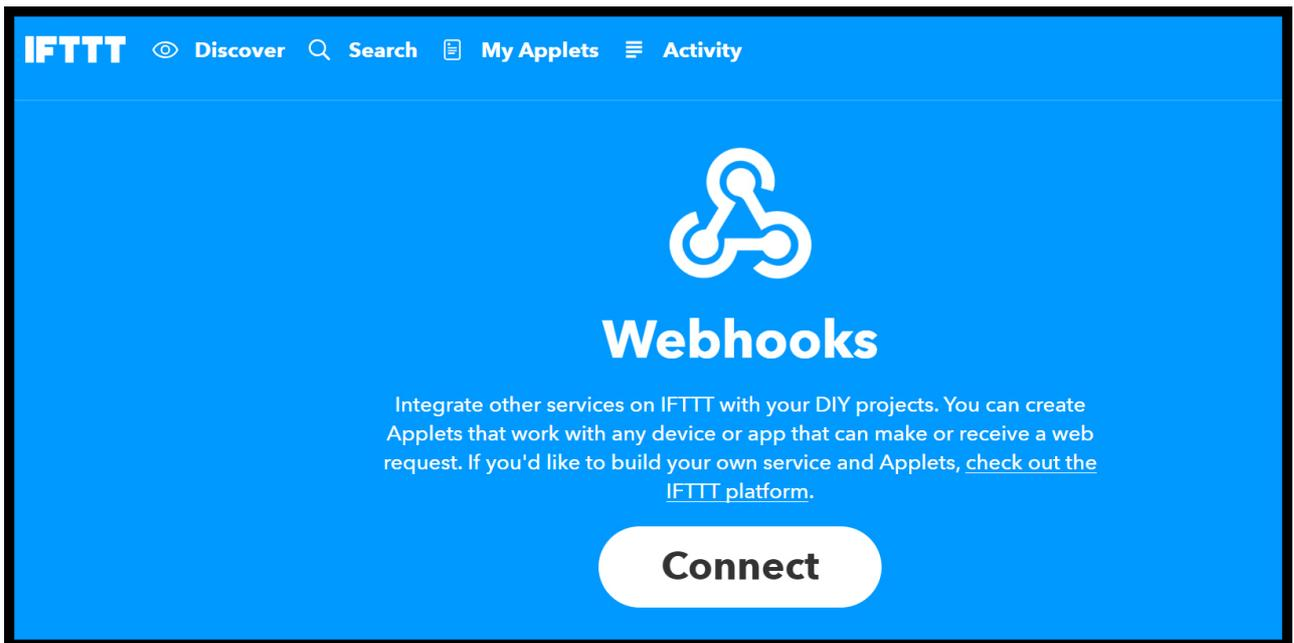 IFTTT Discover Search My Applets Activity
Webhooks
Integrate other services on IFTTT with your DIY projects. You can create
Applets that work with any device or app that can make or receive a web
request. If you'd like to build your own service and Applets, check out the
IFTTT platform.
Connect